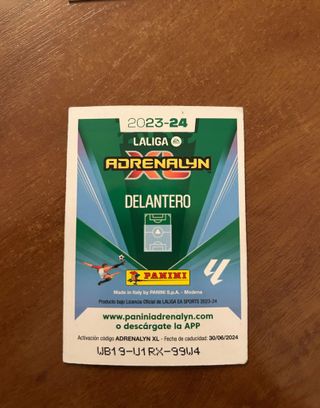 2023-24
LALIGA EA SPORTS
ADRENALYN
XL
DELANTERO
PANINI
Made in Italy by PANINI S.p.A. - Modena
Producto bajo Licencia Oficial de LALIGA EA SPORTS 2023-24
www.paniniadrenalyn.com
o descárgate la APP
Activación código ADRENALYN XL - Fecha de caducidad: 30/06/2024
WB19-U1RX-99W4